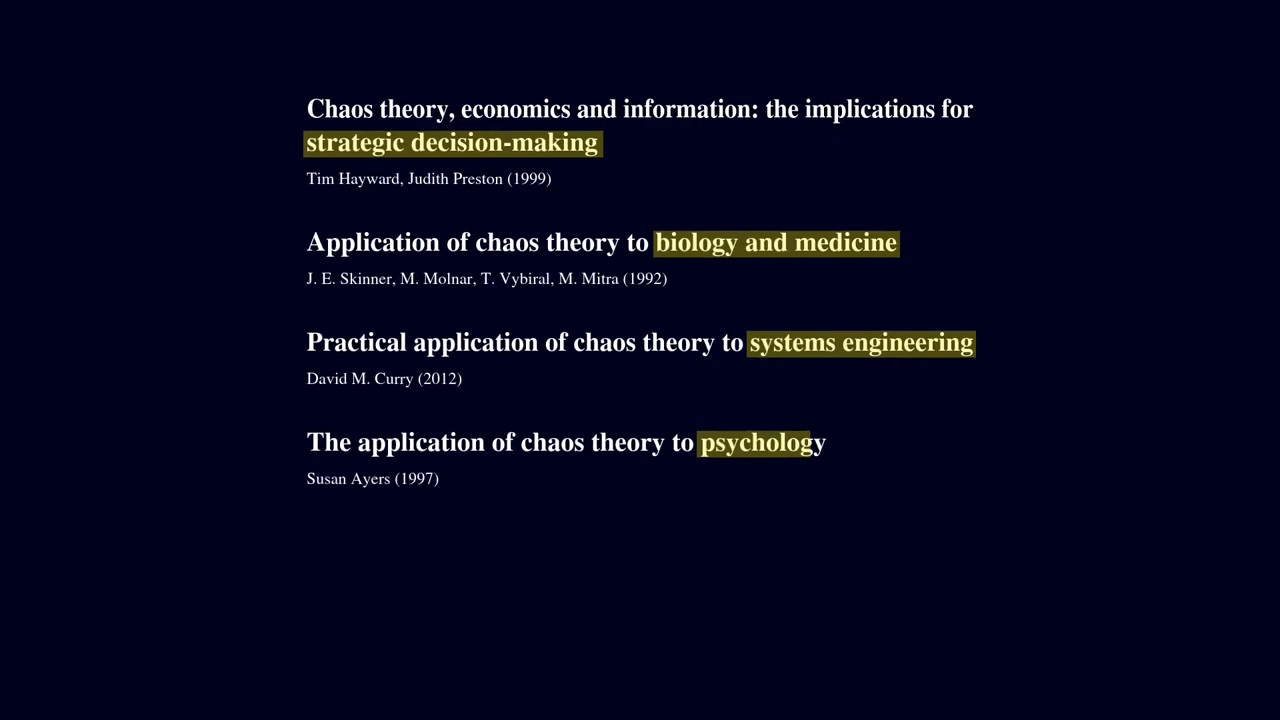 Chaos theory, economics and information: the implications for
strategic decision-making
Tim Hayward, Judith Preston (1999)
Application of chaos theory to biology and medicine
J. E. Skinner, M. Molnar, T. Vybiral, M. Mitra (1992)
Practical application of chaos theory to systems engineering
David M. Curry (2012)
The application of chaos theory to psychology
Susan Ayers (1997)